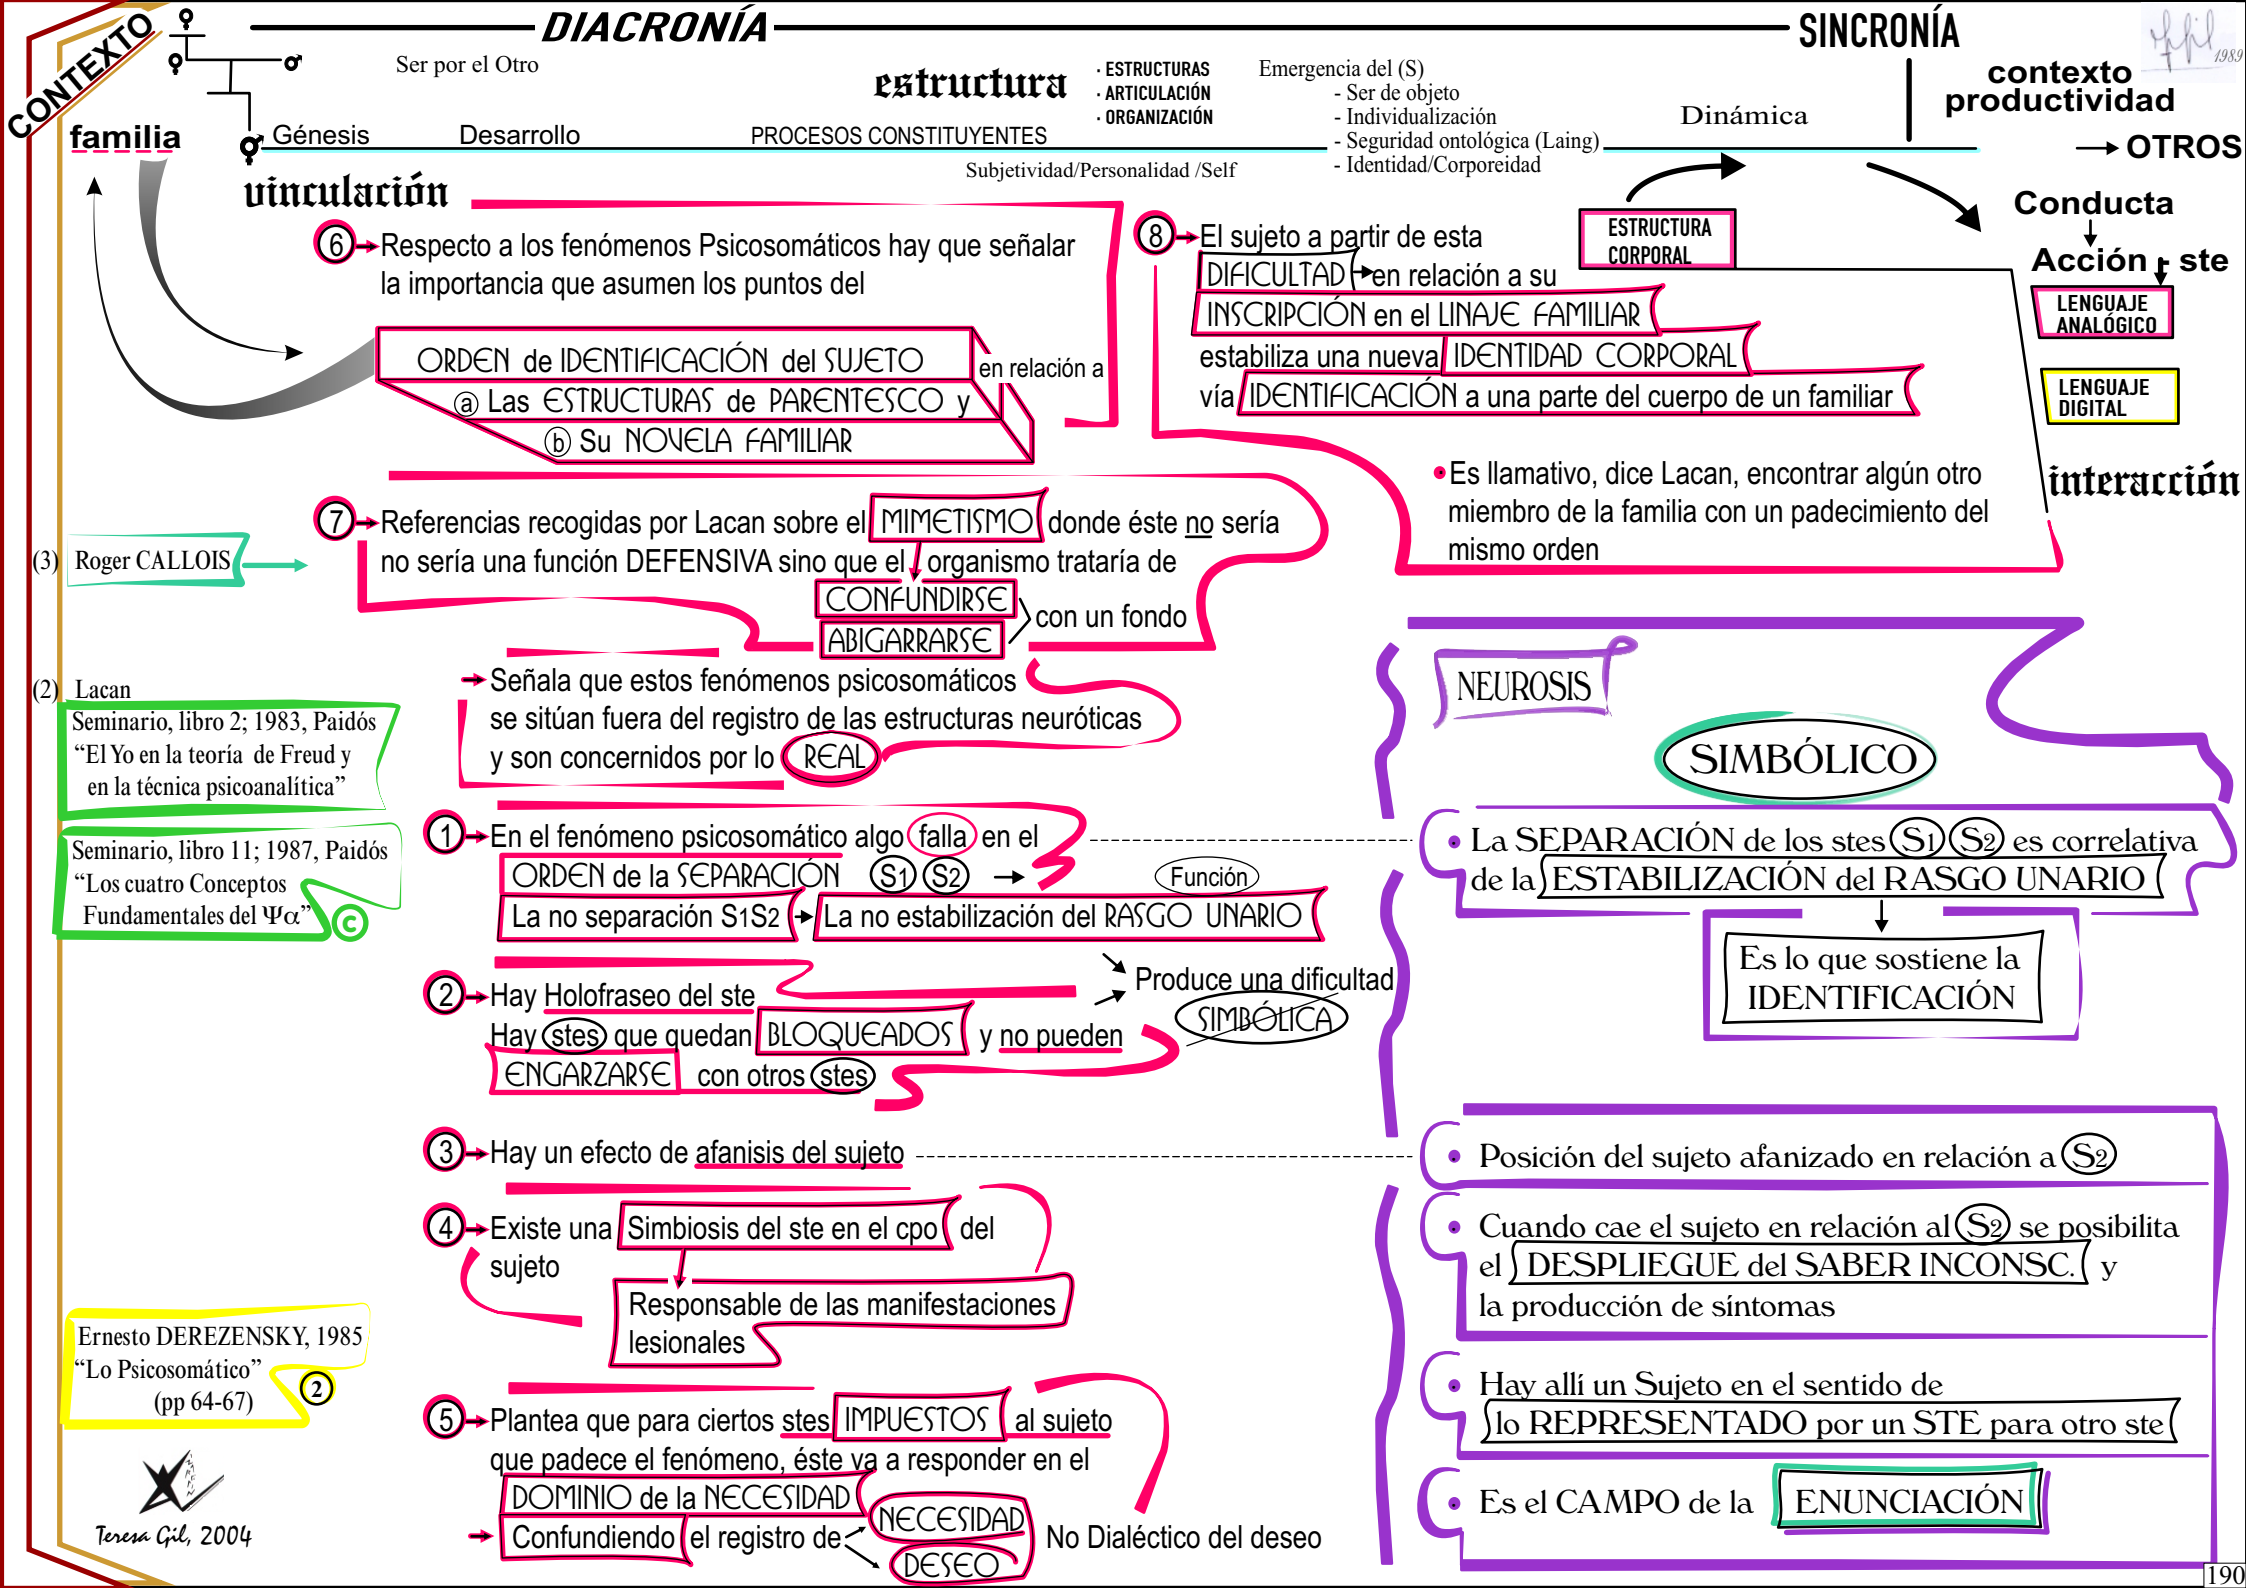 CONTEXTO
DIACRONÍA
SINCRONÍA
1989
Ser por el Otro
estructura
· ESTRUCTURAS
· ARTICULACIÓN
· ORGANIZACIÓN
Emergencia del (S)
- Ser de objeto
- Individualización
- Seguridad ontológica (Laing)
- Identidad/Corporeidad
Dinámica
contexto
productividad
OTROS
familia
Génesis
Desarrollo
PROCESOS CONSTITUYENTES
Subjetividad/Personalidad /Self
vinculación
Conducta
Acción - ste
LENGUAJE
ANALÓGICO
LENGUAJE
DIGITAL
interacción
ESTRUCTURA
CORPORAL
6 Respecto a los fenómenos Psicosomáticos hay que señalar
la importancia que asumen los puntos del
ORDEN de IDENTIFICACIÓN del SUJETO
en relación a
a Las ESTRUCTURAS de PARENTESCO y
b Su NOVELA FAMILIAR
8 El sujeto a partir de esta
DIFICULTAD en relación a su
INSCRIPCIÓN en el LINAJE FAMILIAR
estabiliza una nueva IDENTIDAD CORPORAL
vía IDENTIFICACIÓN a una parte del cuerpo de un familiar
Es llamativo, dice Lacan, encontrar algún otro
miembro de la familia con un padecimiento del
mismo orden
(3) Roger CALLOIS
7 Referencias recogidas por Lacan sobre el MIMETISMO donde éste no sería
no sería una función DEFENSIVA sino que el organismo trataría de
CONFUNDIRSE
ABIGARRARSE
con un fondo
Señala que estos fenómenos psicosomáticos
se sitúan fuera del registro de las estructuras neuróticas
y son concernidos por lo REAL
(2) Lacan
Seminario, libro 2; 1983, Paidós
“El Yo en la teoría de Freud y
en la técnica psicoanalítica”
Seminario, libro 11; 1987, Paidós
“Los cuatro Conceptos
Fundamentales del Ψα”
c
1 En el fenómeno psicosomático algo falla en el
ORDEN de la SEPARACIÓN S1 S2
Función
La no separación S1S2 La no estabilización del RASGO UNARIO
2 Hay Holofraseo del ste
Hay stes que quedan BLOQUEADOS y no pueden
ENGARZARSE con otros stes
Produce una dificultad
SIMBÓLICA
3 Hay un efecto de afanisis del sujeto
4 Existe una Simbiosis del ste en el cpo del
sujeto
Responsable de las manifestaciones
lesionales
5 Plantea que para ciertos stes IMPUESTOS al sujeto
que padece el fenómeno, éste va a responder en el
DOMINIO de la NECESIDAD
Confundiendo el registro de
NECESIDAD
DESEO
No Dialéctico del deseo
NEUROSIS
SIMBÓLICO
La SEPARACIÓN de los stes S1 S2 es correlativa
de la ESTABILIZACIÓN del RASGO UNARIO
Es lo que sostiene la
IDENTIFICACIÓN
Posición del sujeto afanizado en relación a S2
Cuando cae el sujeto en relación al S2 se posibilita
el DESPLIEGUE del SABER INCONSC. y
la producción de síntomas
Hay allí un Sujeto en el sentido de
lo REPRESENTADO por un STE para otro ste
Es el CAMPO de la ENUNCIACIÓN
Ernesto DEREZENSKY, 1985
“Lo Psicosomático”
(pp 64-67)
2
Teresa Gil, 2004
190